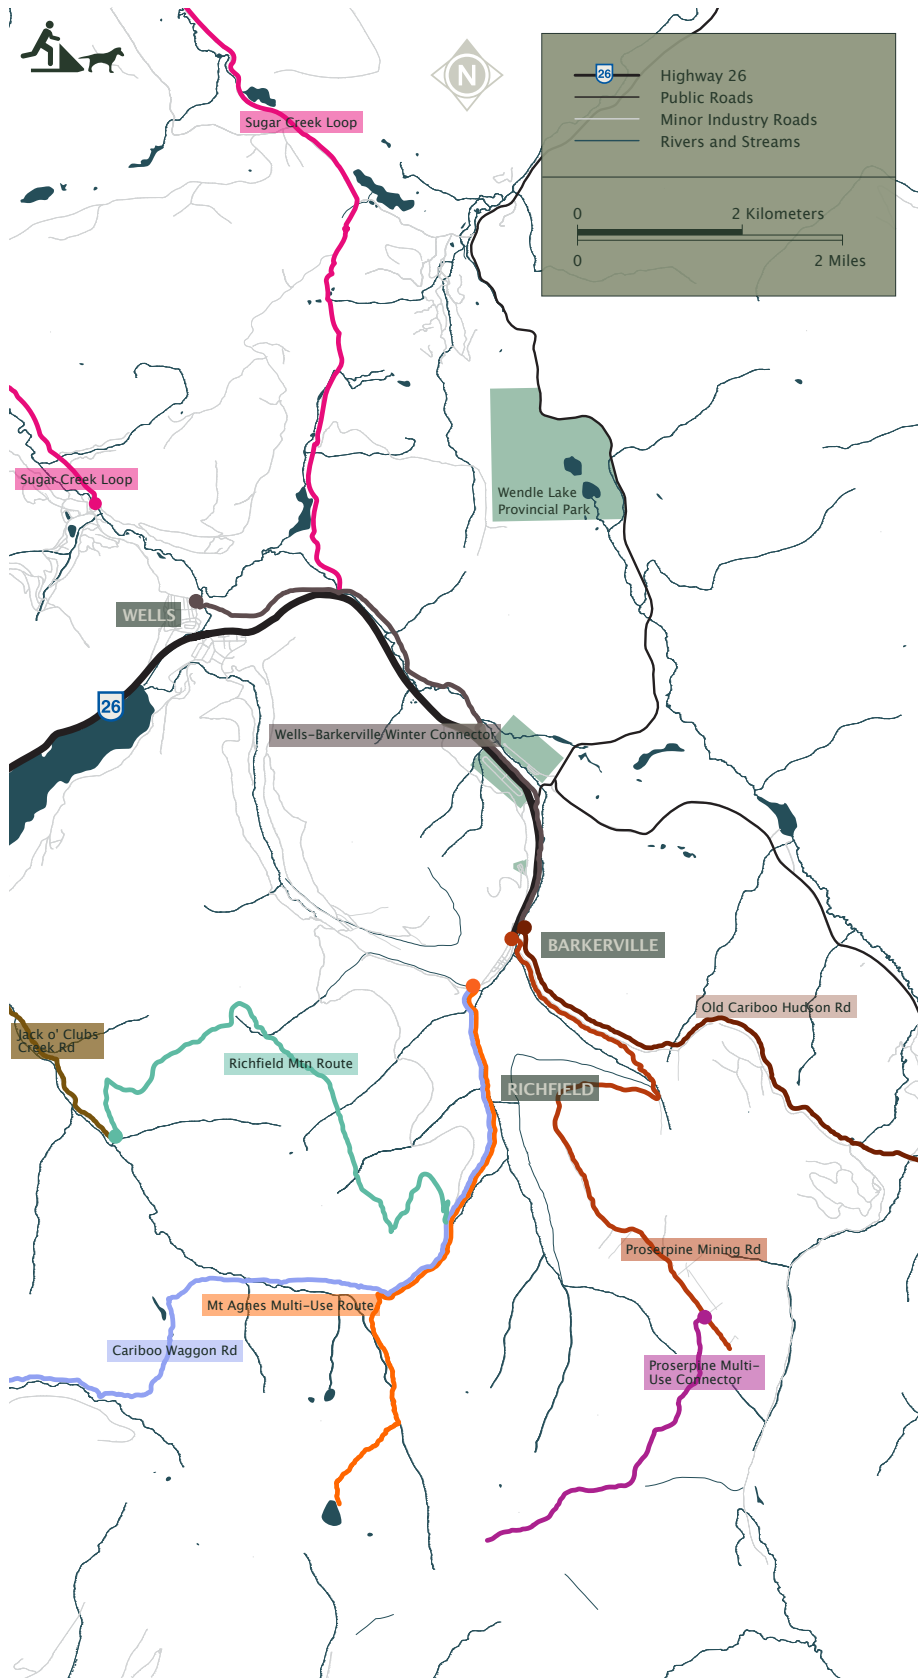 N
26
Highway 26
Public Roads
Minor Industry Roads
Rivers and Streams
0
2 Kilometers
0
2 Miles
Sugar Creek Loop
Sugar Creek Loop
Wendle Lake
Provincial Park
WELLS
26
Wells-Barkerville Winter Connector
BARKERVILLE
Old Cariboo Hudson Rd
Jack o' Clubs
Creek Rd
Richfield Mtn Route
RICHFIELD
Proserpine Mining Rd
Mt Agnes Multi-Use Route
Cariboo Waggon Rd
Proserpine Multi-
Use Connector